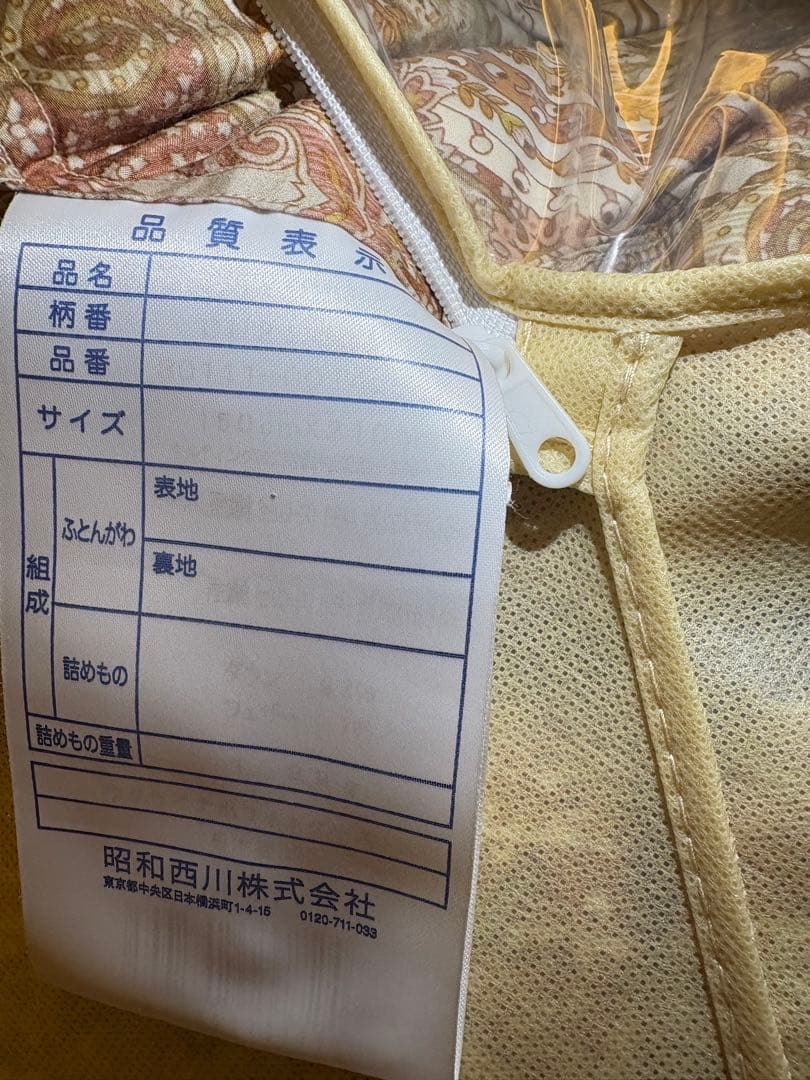 品質表示
品名
柄番
品番
サイズ
組成
ふとんがわ
表地
裏地
詰めもの
詰めもの重量
昭和西川株式会社
東京都中央区日本橋浜町1-4-15 0120-711-033